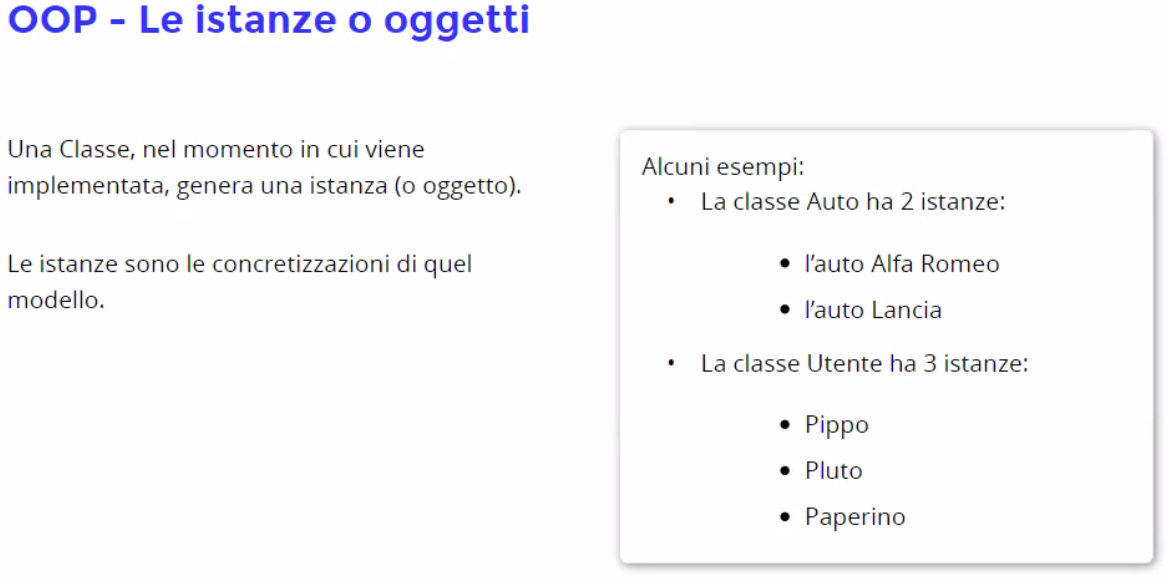 OOP - Le istanze o oggetti
Una Classe, nel momento in cui viene
implementata, genera una istanza (o oggetto).
Le istanze sono le concretizzazioni di quel
modello.
Alcuni esempi:
• La classe Auto ha 2 istanze:
• l’auto Alfa Romeo
• l’auto Lancia
• La classe Utente ha 3 istanze:
• Pippo
• Pluto
• Paperino